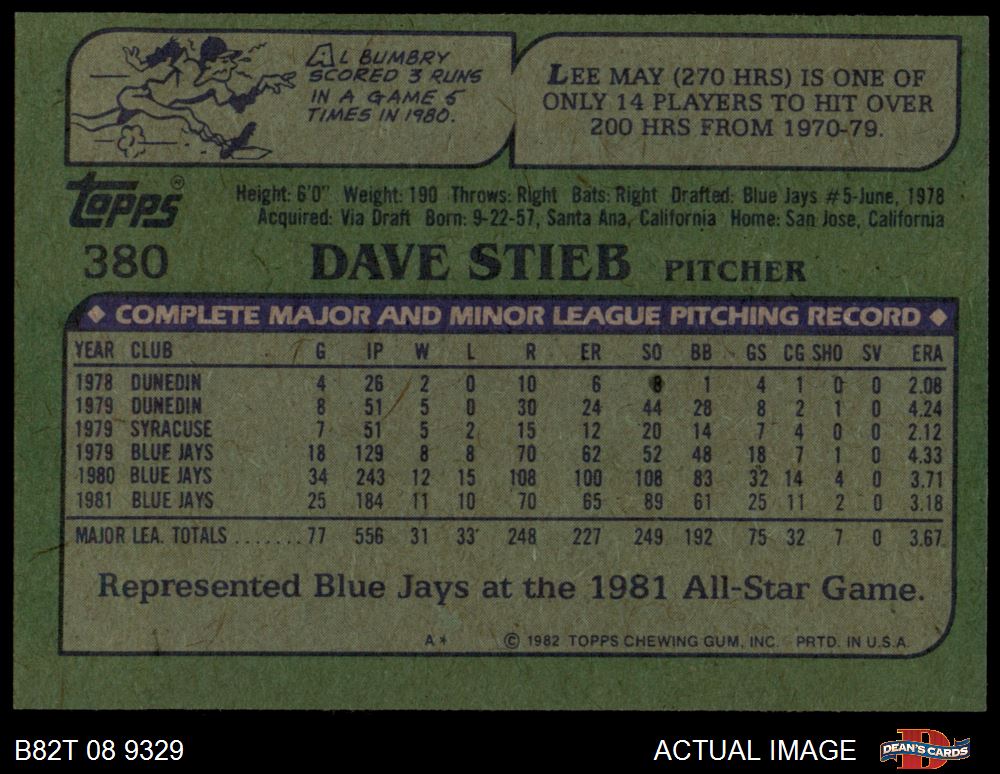 AL BUMBRY
SCORED 3 RUNS
IN A GAME 5
TIMES IN 1980.
LEE MAY (270 HRS) IS ONE OF
ONLY 14 PLAYERS TO HIT OVER
200 HRS FROM 1970-79.
Topps®
Height: 6'0" Weight: 190 Throws: Right Bats: Right Drafted: Blue Jays #5-June, 1978
Acquired: Via Draft Born: 9-22-57, Santa Ana, California Home: San Jose, California
380 DAVE STIEB PITCHER
◆ COMPLETE MAJOR AND MINOR LEAGUE PITCHING RECORD ◆
YEAR CLUB G IP W L R ER SO BB GS CG SHO SV ERA
1978 DUNEDIN 4 26 2 0 10 6 8 1 4 1 0 0 2.08
1979 DUNEDIN 8 51 5 0 30 24 44 28 8 2 1 0 4.24
1979 SYRACUSE 7 51 5 2 15 12 20 14 7 4 0 0 2.12
1979 BLUE JAYS 18 129 8 8 70 62 52 48 18 7 1 0 4.33
1980 BLUE JAYS 34 243 12 15 108 100 108 83 32 14 4 0 3.71
1981 BLUE JAYS 25 184 11 10 70 65 89 61 25 11 2 0 3.18
MAJOR LEA. TOTALS ....... 77 556 31 33 248 227 249 192 75 32 7 0 3.67
Represented Blue Jays at the 1981 All-Star Game.
A* © 1982 TOPPS CHEWING GUM, INC. PRTD. IN U.S.A.
B82T 08 9329 ACTUAL IMAGE DEAN'S CARDS